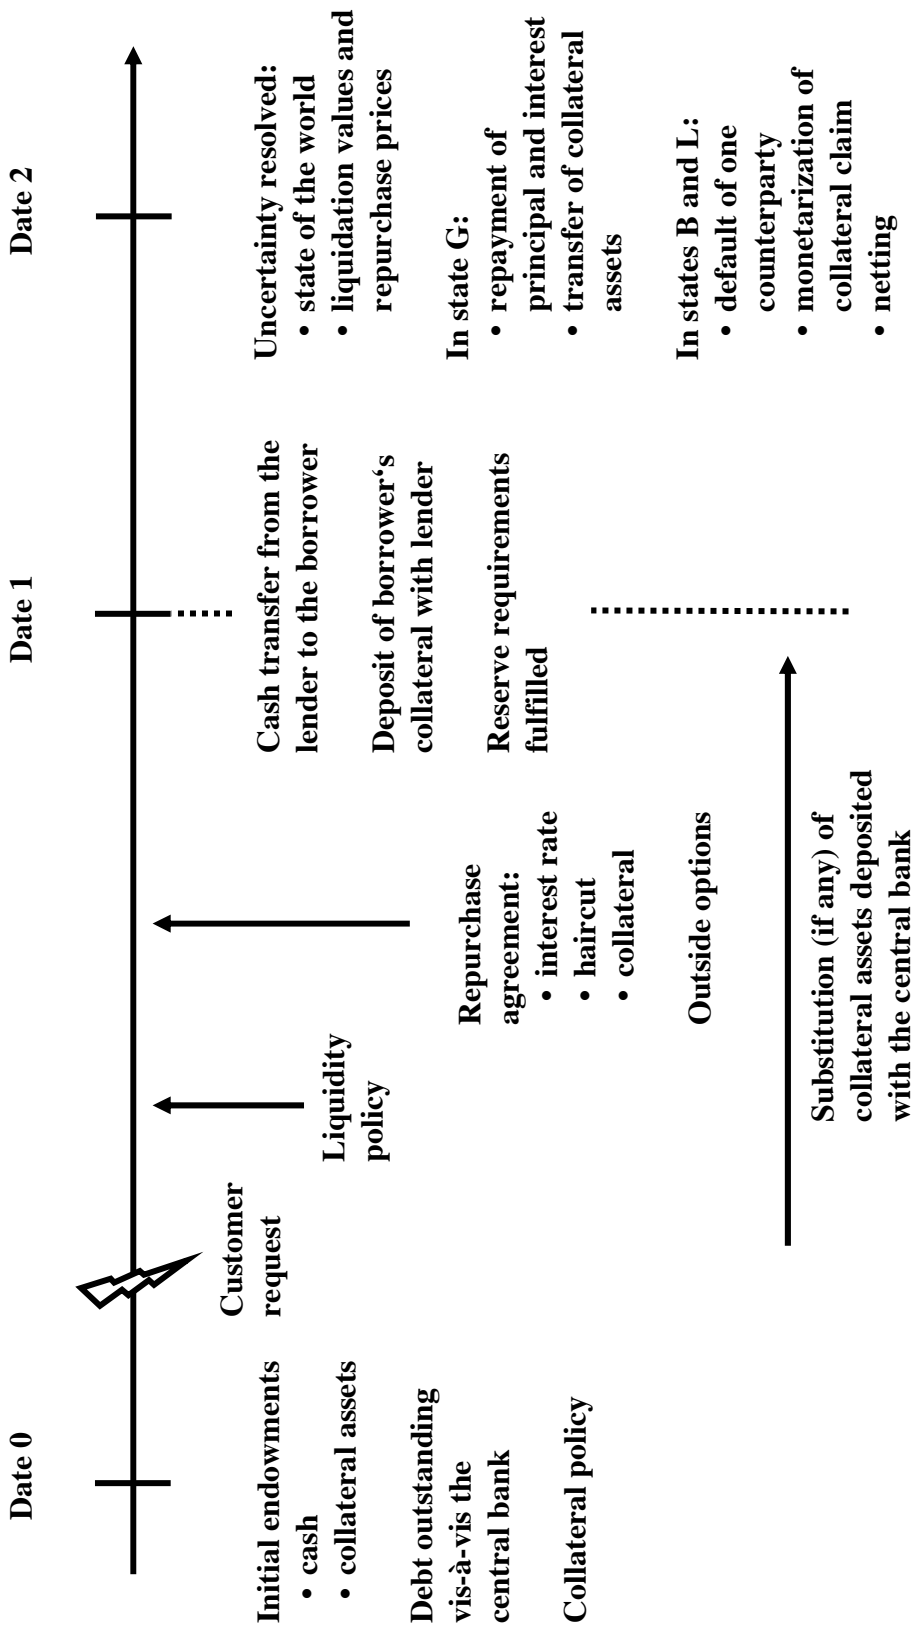 Date 0
Date 1
Date 2
Initial endowments
• cash
• collateral assets
Debt outstanding
vis-à-vis the
central bank
Collateral policy
Customer
request
Liquidity
policy
Repurchase
agreement:
• interest rate
• haircut
• collateral
Outside options
Substitution (if any) of
collateral assets deposited
with the central bank
Cash transfer from the
lender to the borrower
Deposit of borrower‘s
collateral with lender
Reserve requirements
fulfilled
Uncertainty resolved:
• state of the world
• liquidation values and
repurchase prices
In state G:
• repayment of
principal and interest
• transfer of collateral
assets
In states B and L:
• default of one
counterparty
• monetarization of
collateral claim
• netting